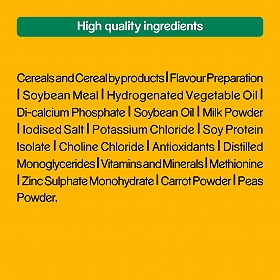 High quality ingredients
Cereals and Cereal by products | Flavour Preparation
| Soybean Meal | Hydrogenated Vegetable Oil |
Di-calcium Phosphate | Soybean Oil | Milk Powder
| Iodised Salt | Potassium Chloride | Soy Protein
Isolate | Choline Chloride | Antioxidants | Distilled
Monoglycerides | Vitamins and Minerals | Methionine
| Zinc Sulphate Monohydrate | Carrot Powder | Peas
Powder.